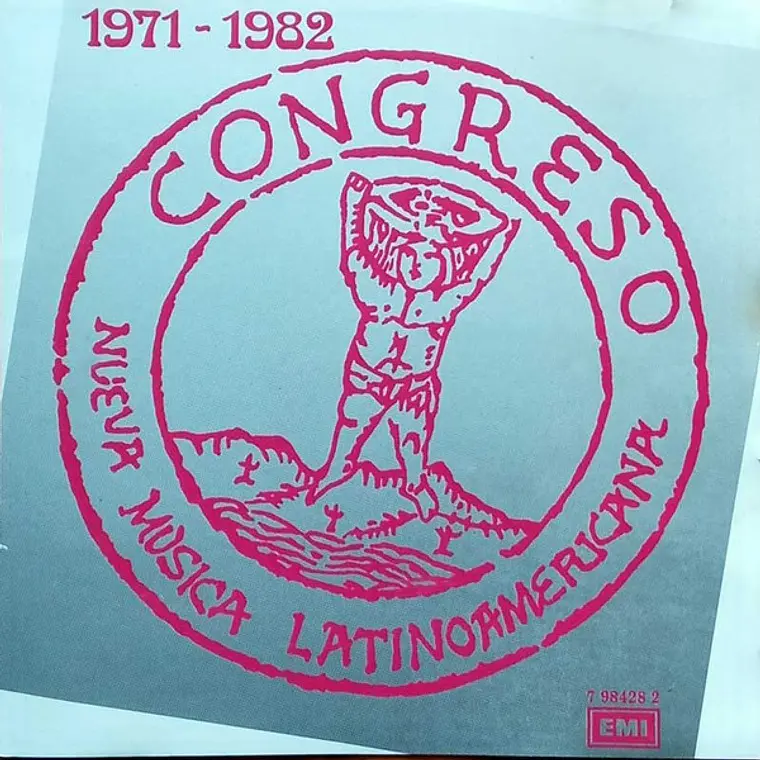 1971 - 1982
CONGRESO
NUEVA MUSICA LATINOAMERICANA
7 98428 2
EMI